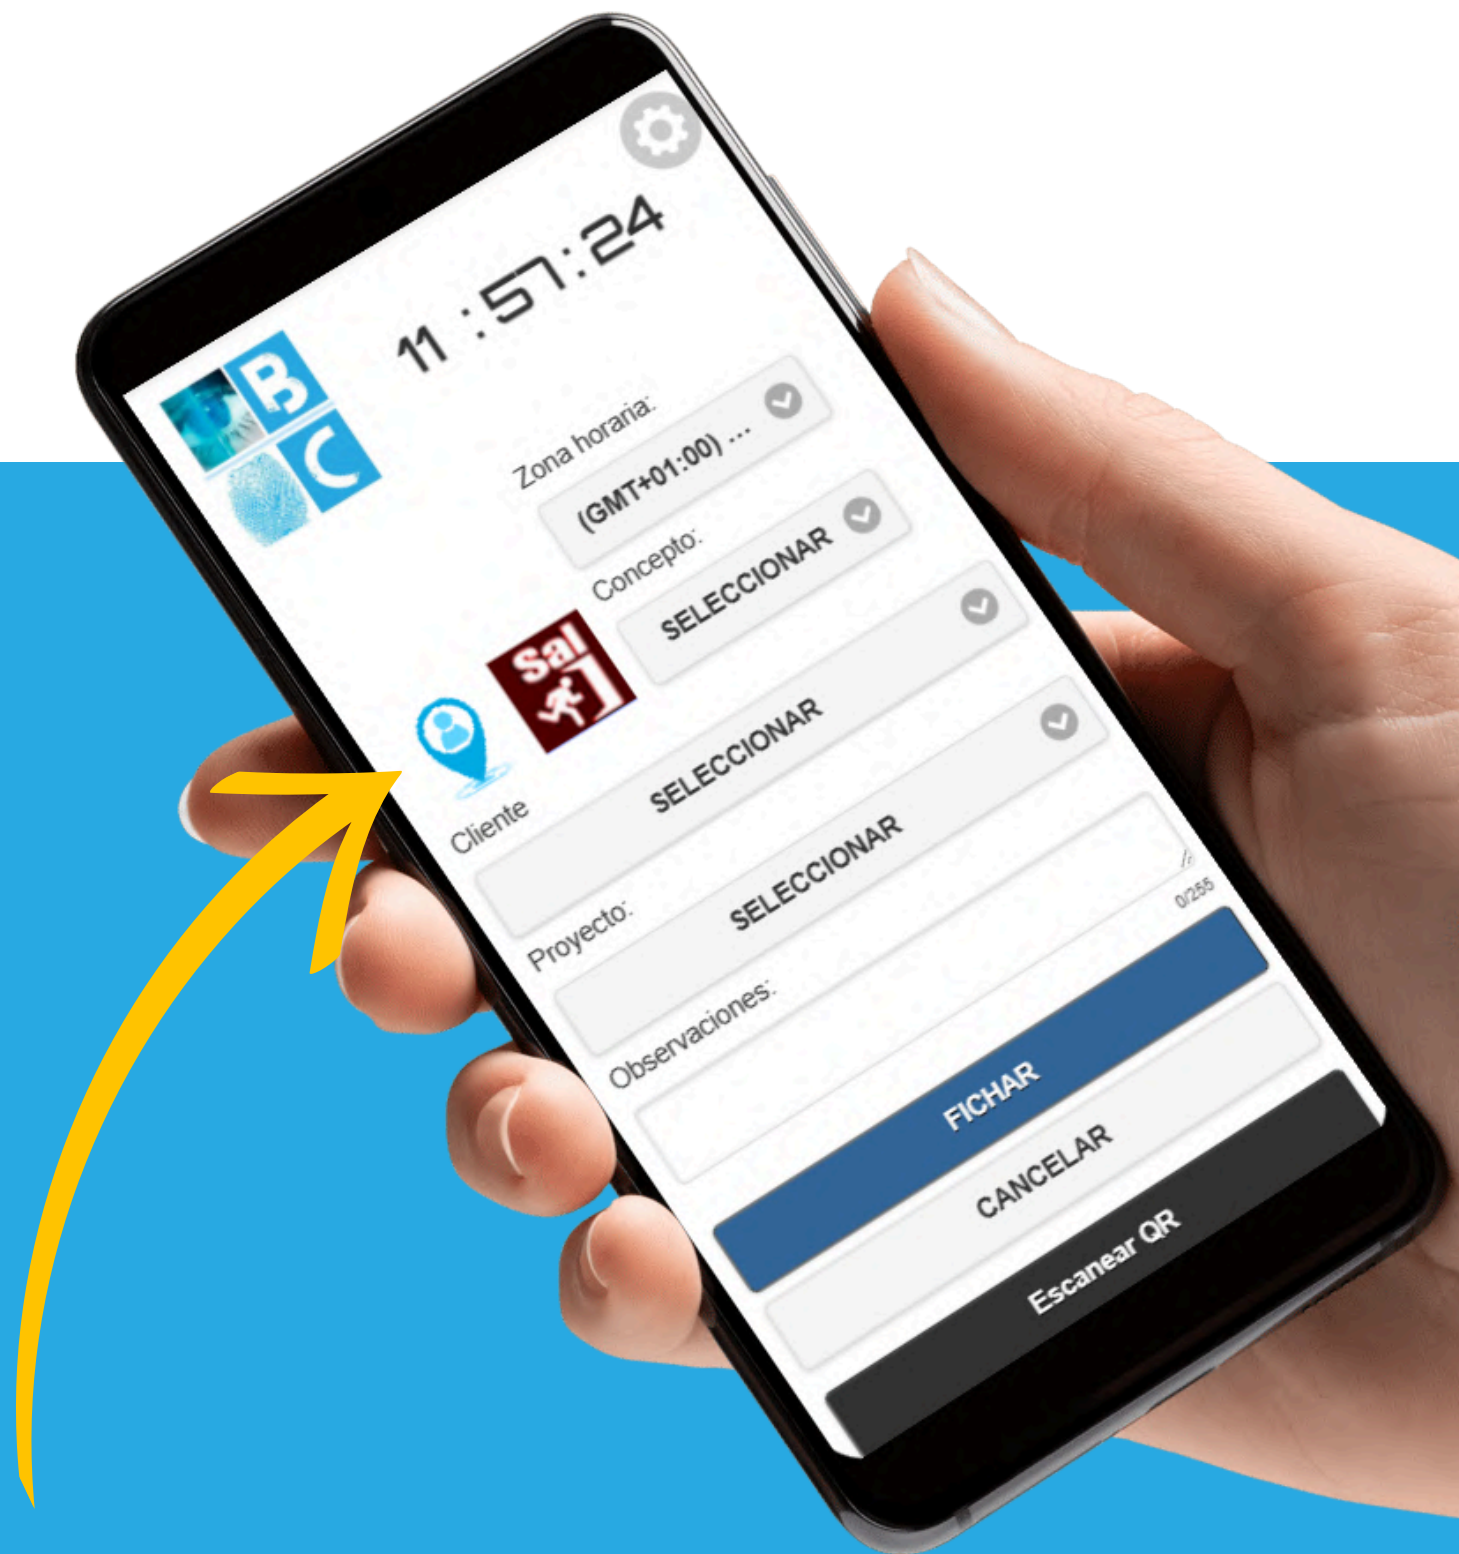 11:57:24
B
C
Zona horaria:
(GMT+01:00) ...
Concepto:
SELECCIONAR
Sal
Cliente
SELECCIONAR
Proyecto:
SELECCIONAR
Observaciones:
0/255
FICHAR
CANCELAR
Escanear QR